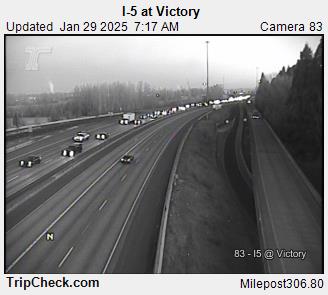 I-5 at Victory
Updated  Jan 29 2025  7:17 AM
Camera 83
N
83 - I5 @ Victory
TripCheck.com
Milepost306.80